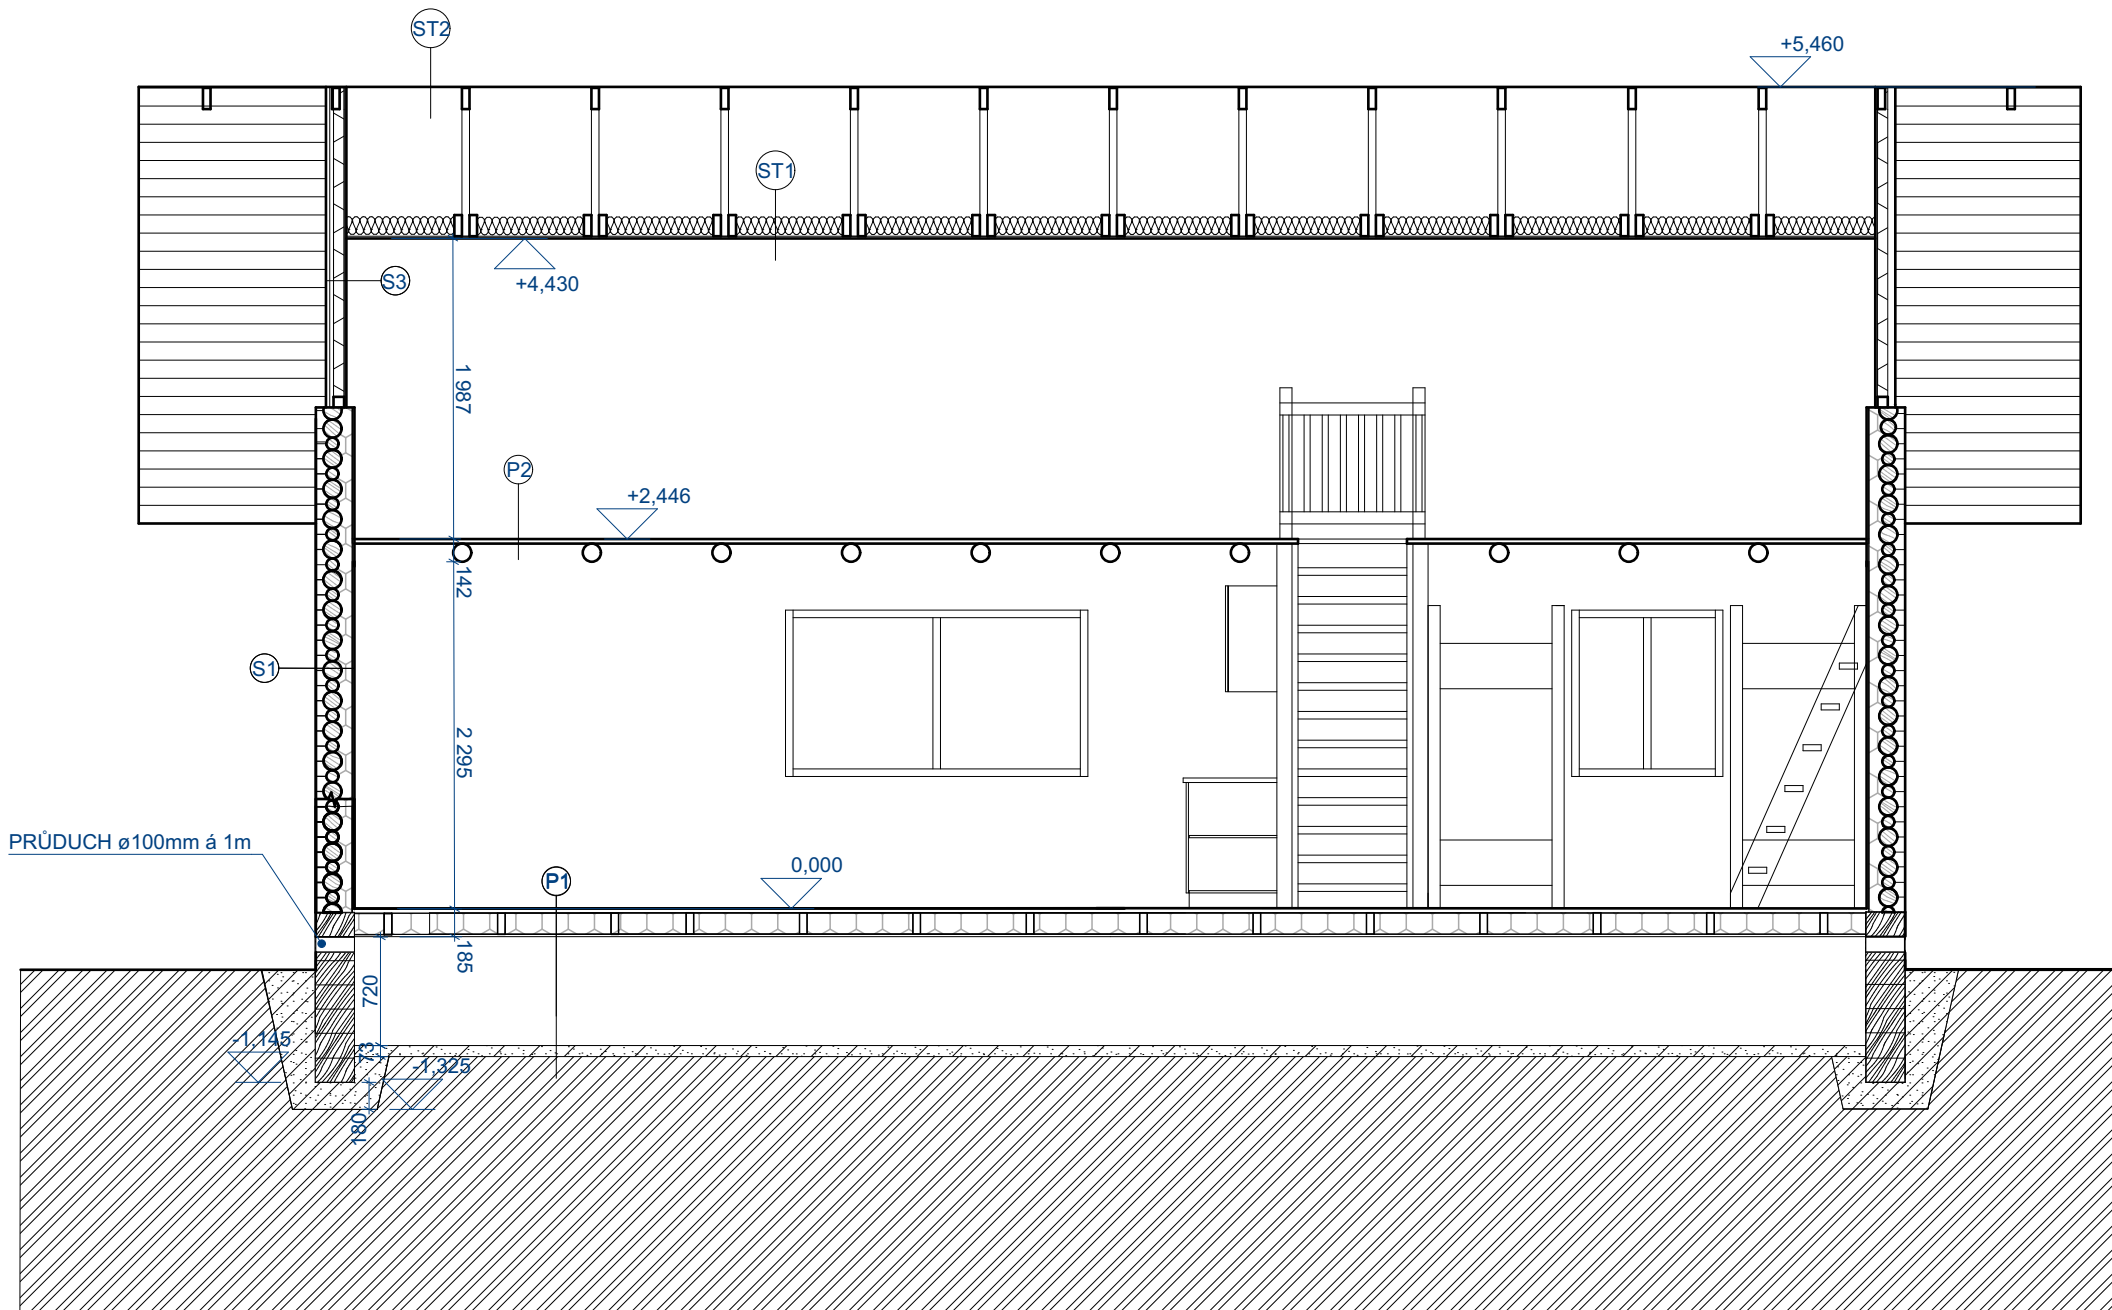 ST2
+5,460
ST1
S3
+4,430
1 987
P2
+2,446
142
S1
2 295
PRŮDUCH ø100mm á 1m
0,000
P1
185
720
-1,145
73
-1,325
180